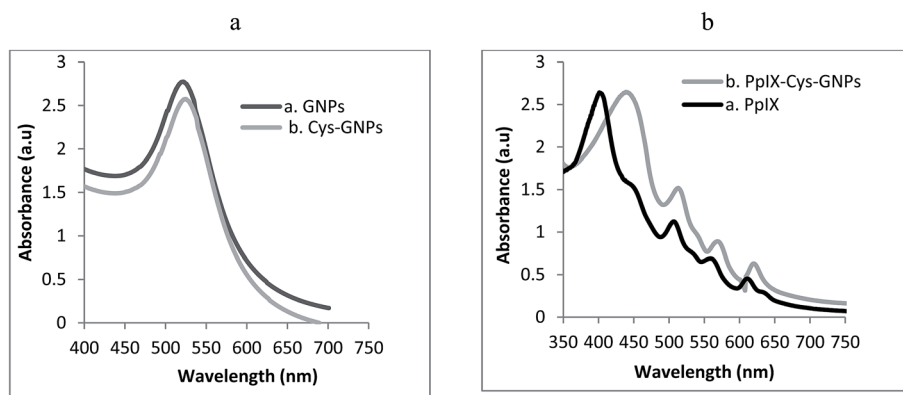 a
3
2.5
2
1.5
1
0.5
0
Absorbance (a.u)
400 450 500 550 600 650 700 750
Wavelength (nm)
a. GNPs
b. Cys-GNPs
b
3
2.5
2
1.5
1
0.5
0
Absorbance (a.u)
350 400 450 500 550 600 650 700 750
Wavelength (nm)
b. PpIX-Cys-GNPs
a. PpIX